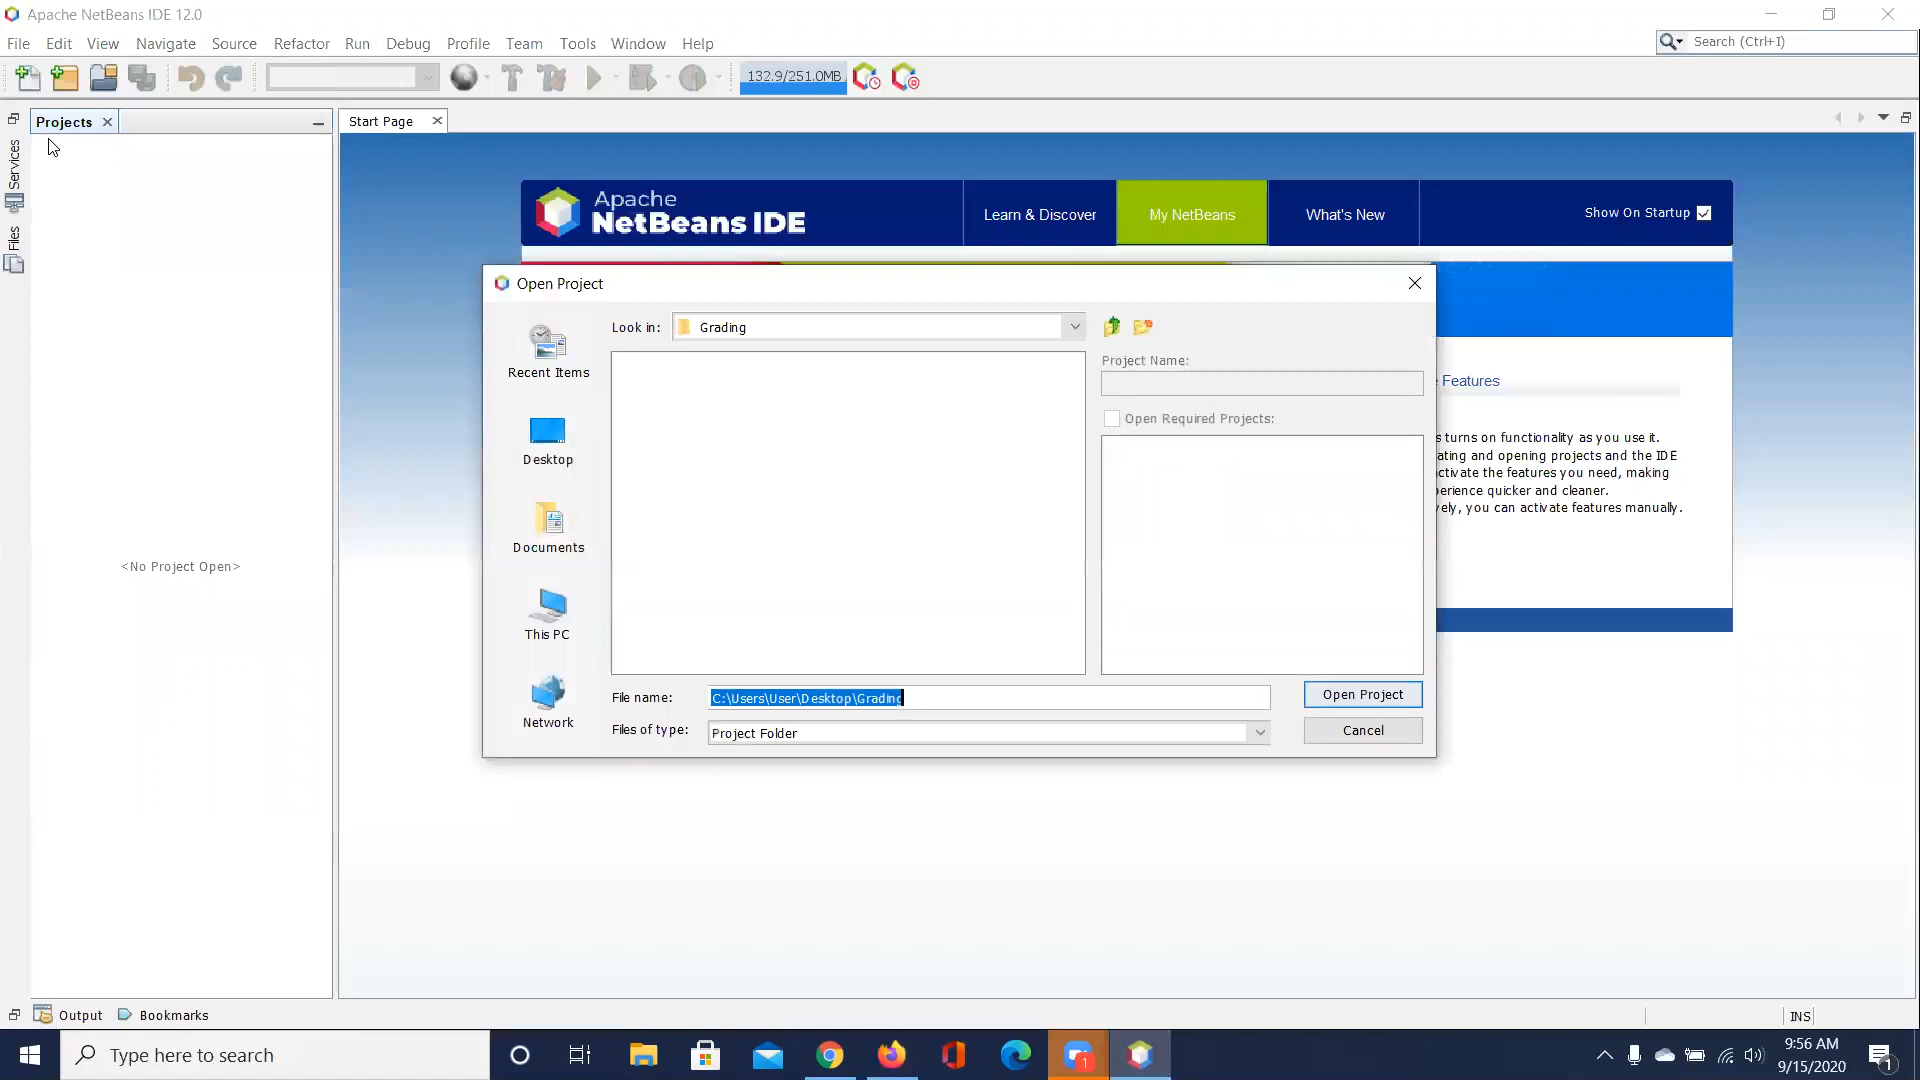 Apache NetBeans IDE 12.0
File Edit View Navigate Source Refactor Run Debug Profile Team Tools Window Help
Search (Ctrl+I)
132.9/251.0MB
Projects
Start Page
Services
Files
Apache
NetBeans IDE
Learn & Discover
My NetBeans
What's New
Show On Startup
Open Project
Look in:
Grading
Recent Items
Desktop
Documents
This PC
Network
Project Name:
Open Required Projects:
File name:
C:\Users\User\Desktop\Grading
Open Project
Files of type:
Project Folder
Cancel
Features
s turns on functionality as you use it.
ating and opening projects and the IDE
ctivate the features you need, making
perience quicker and cleaner.
vely, you can activate features manually.
<No Project Open>
Output
Bookmarks
INS
Type here to search
1
9:56 AM
9/15/2020
1